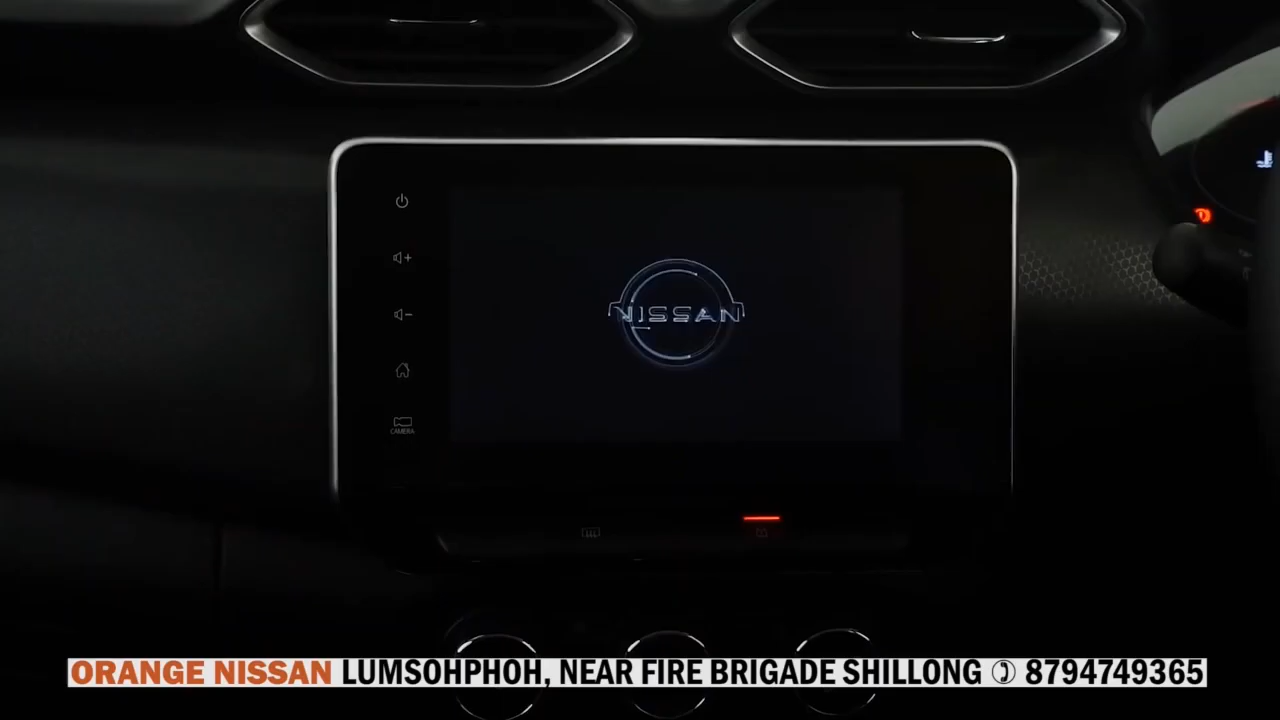 NISSAN
CAMERA
ORANGE NISSAN LUMSOHPHOH, NEAR FIRE BRIGADE SHILLONG ✆ 8794749365